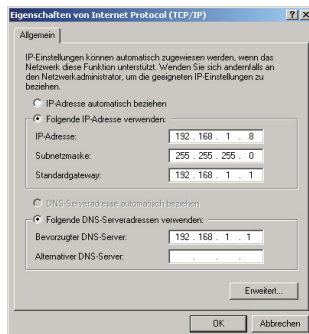 Eigenschaften von Internet Protocol (TCP/IP)
Allgemein
IP-Einstellungen können automatisch zugewiesen werden, wenn das
Netzwerk diese Funktion unterstützt. Wenden Sie sich andernfalls an
den Netzwerkadministrator, um die geeigneten IP-Einstellungen zu
beziehen.
IP-Adresse automatisch beziehen
Folgende IP-Adresse verwenden:
IP-Adresse: 192 . 168 . 1 . 8
Subnetzmaske: 255 . 255 . 255 . 0
Standardgateway: 192 . 168 . 1 . 1
DNS-Serveradresse automatisch beziehen
Folgende DNS-Serveradressen verwenden:
Bevorzugter DNS-Server: 192 . 168 . 1 . 1
Alternativer DNS-Server: . . .
Erweitert...
OK Abbrechen